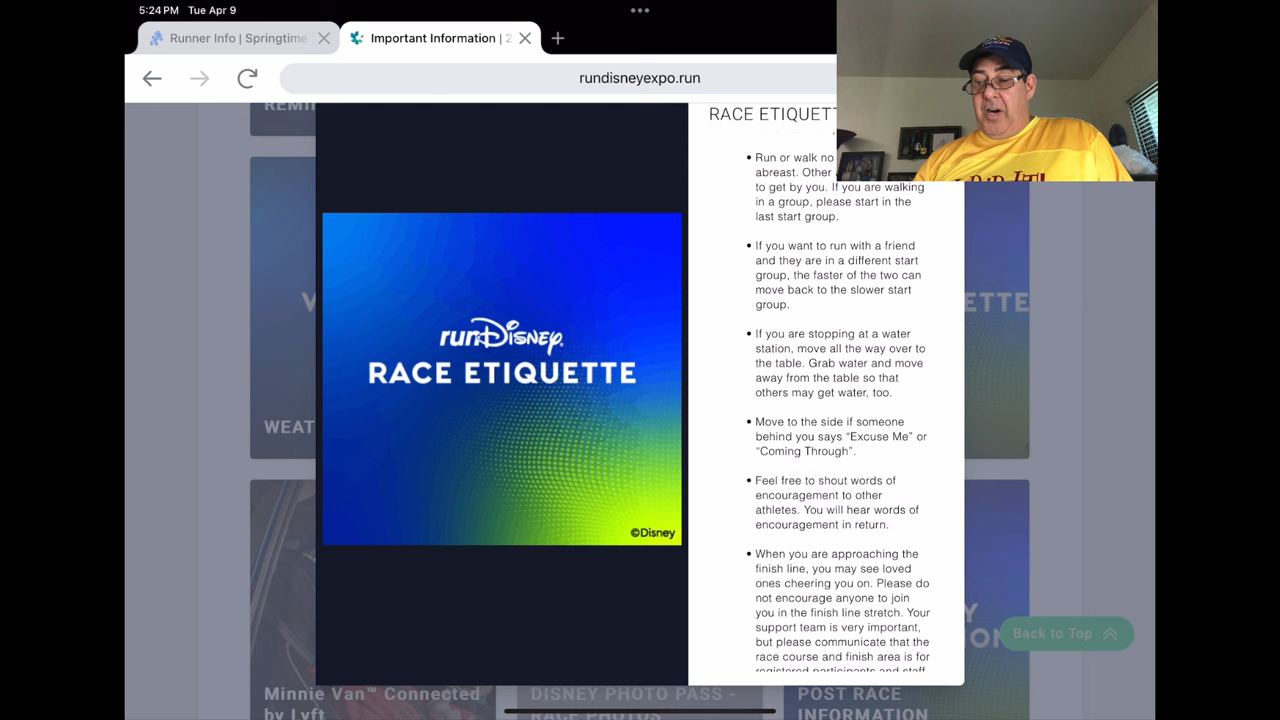 5:24 PM Tue Apr 9
Runner Info | Springtime
Important Information | 2
rundisneyexpo.run
RACE ETIQUET
Run or walk no
abreast. Other
to get by you. If you are walking
in a group, please start in the
last start group.
If you want to run with a friend
and they are in a different start
group, the faster of the two can
move back to the slower start
group.
If you are stopping at a water
station, move all the way over to
the table. Grab water and move
away from the table so that
others may get water, too.
Move to the side if someone
behind you says “Excuse Me” or
“Coming Through”.
Feel free to shout words of
encouragement to other
athletes. You will hear words of
encouragement in return.
When you are approaching the
finish line, you may see loved
ones cheering you on. Please do
not encourage anyone to join
you in the finish line stretch. Your
support team is very important,
but please communicate that the
race course and finish area is for
registered participants and staff
runDisney®
RACE ETIQUETTE
©Disney
REMI
W
WEAT
ETTE
Y
ON
Back to Top
Minnie Van™ Connected
by Lyft
DISNEY PHOTO PASS -
RACE PHOTOS
POST RACE
INFORMATION